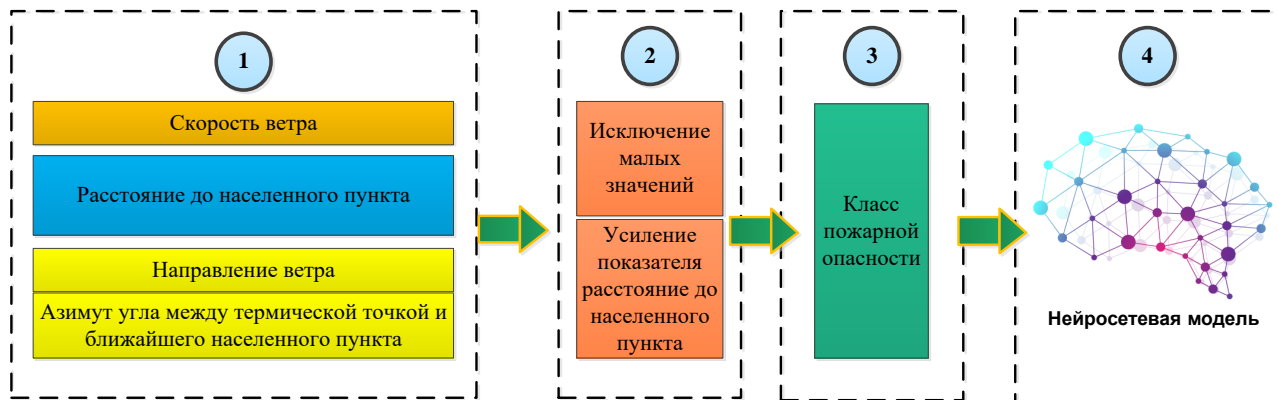 1
Скорость ветра
Расстояние до населенного пункта
Направление ветра
Азимут угла между термической точкой и
ближайшего населенного пункта
2
Исключение
малых
значений
Усиление
показателя
расстояние до
населенного
пункта
3
Класс
пожарной
опасности
4
Нейросетевая модель